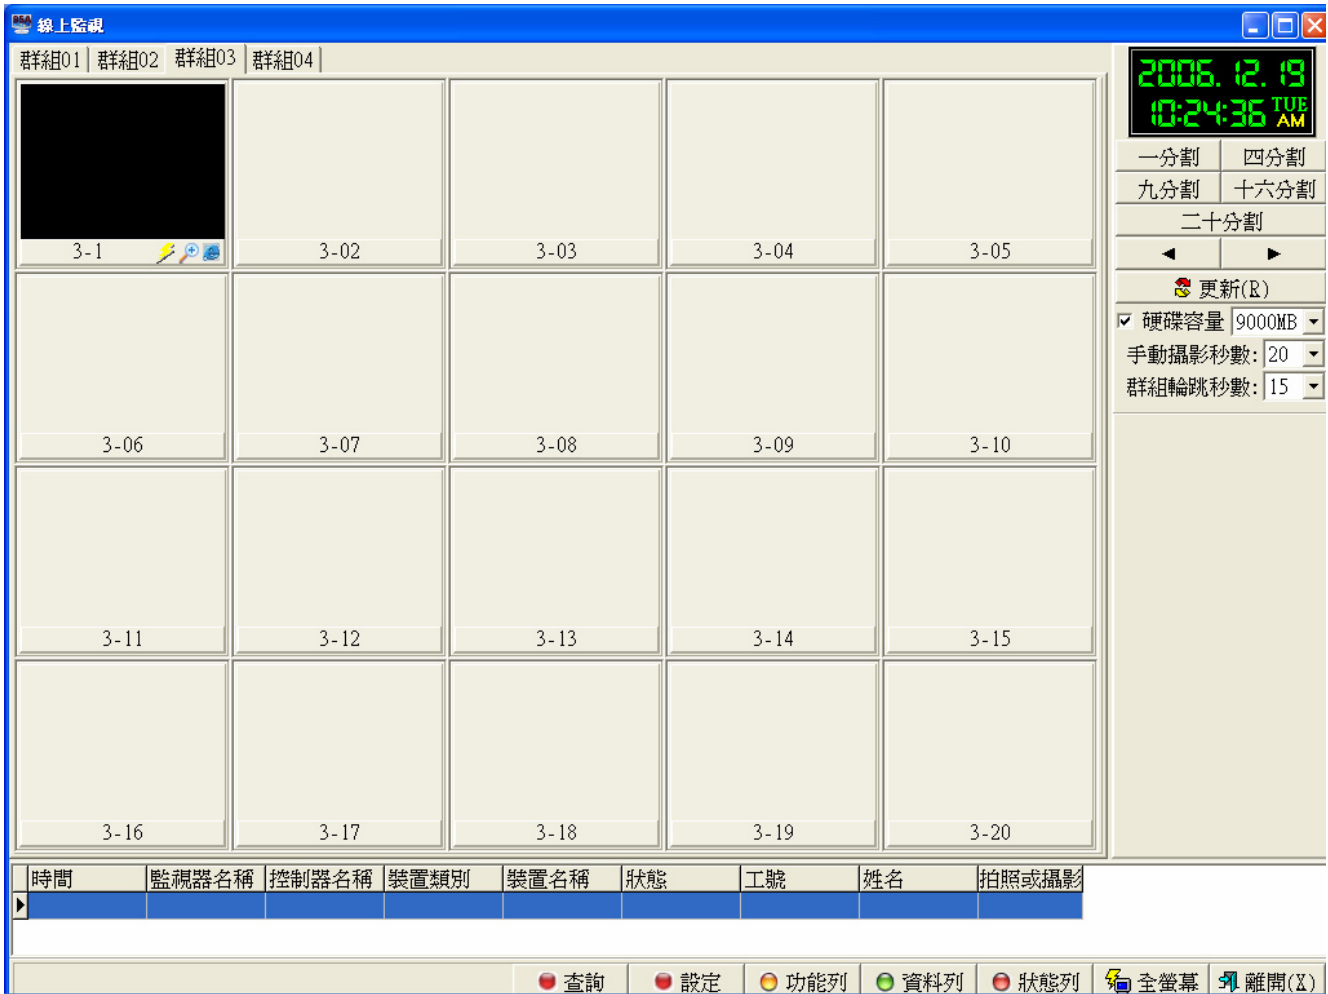 線上監視
群組01 群組02 群組03 群組04
2006.12.19
10:24:36 TUE AM
一分割 四分割
九分割 十六分割
二十分割
更新(R)
硬碟容量 9000MB
手動攝影秒數: 20
群組輪跳秒數: 15
3-1 3-02 3-03 3-04 3-05
3-06 3-07 3-08 3-09 3-10
3-11 3-12 3-13 3-14 3-15
3-16 3-17 3-18 3-19 3-20
時間 監視器名稱 控制器名稱 裝置類別 裝置名稱 狀態 工號 姓名 拍照或攝影
查詢 設定 功能列 資料列 狀態列 全螢幕 離開(X)